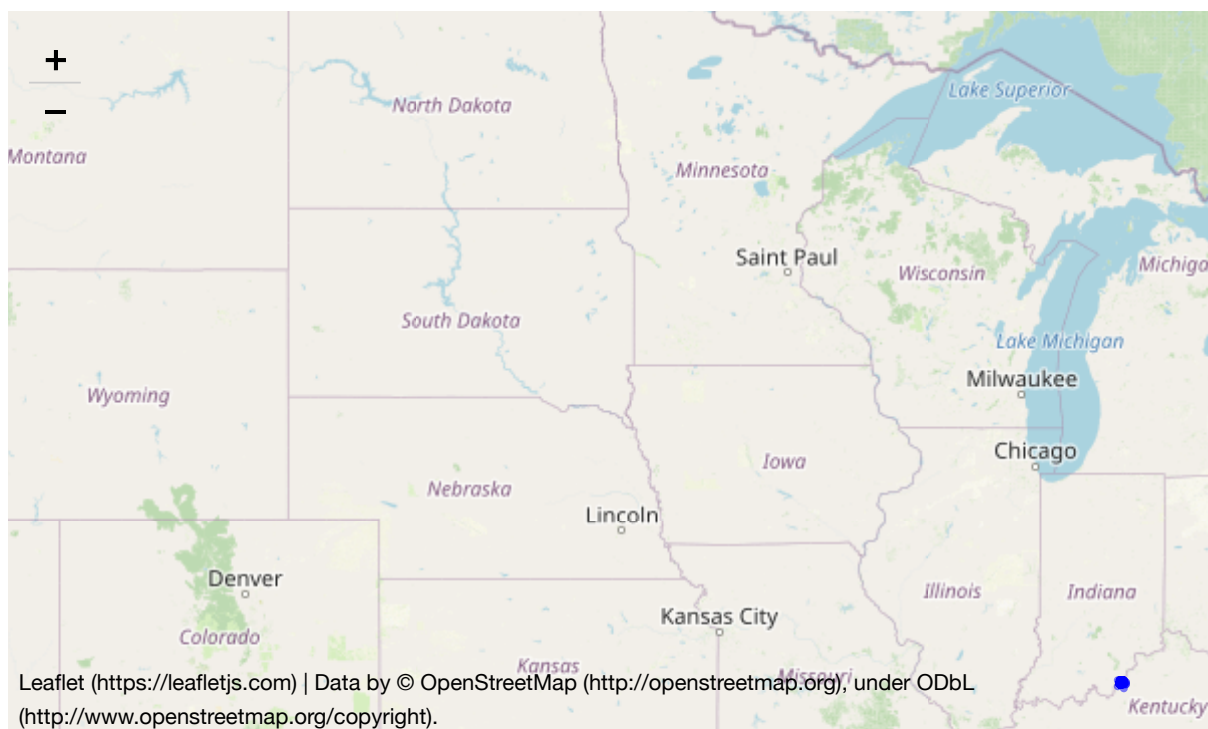 +
−
Lake Superior
North Dakota
Montana
Minnesota
Saint Paul
Wisconsin
Michiga
South Dakota
Lake Michigan
Milwaukee
Wyoming
Chicago
Iowa
Nebraska
Lincoln
Denver
Illinois
Indiana
Kansas City
Colorado
Kansas
Missouri
Leaflet (https://leafletjs.com) | Data by © OpenStreetMap (http://openstreetmap.org), under ODbL
(http://www.openstreetmap.org/copyright).
Kentucky